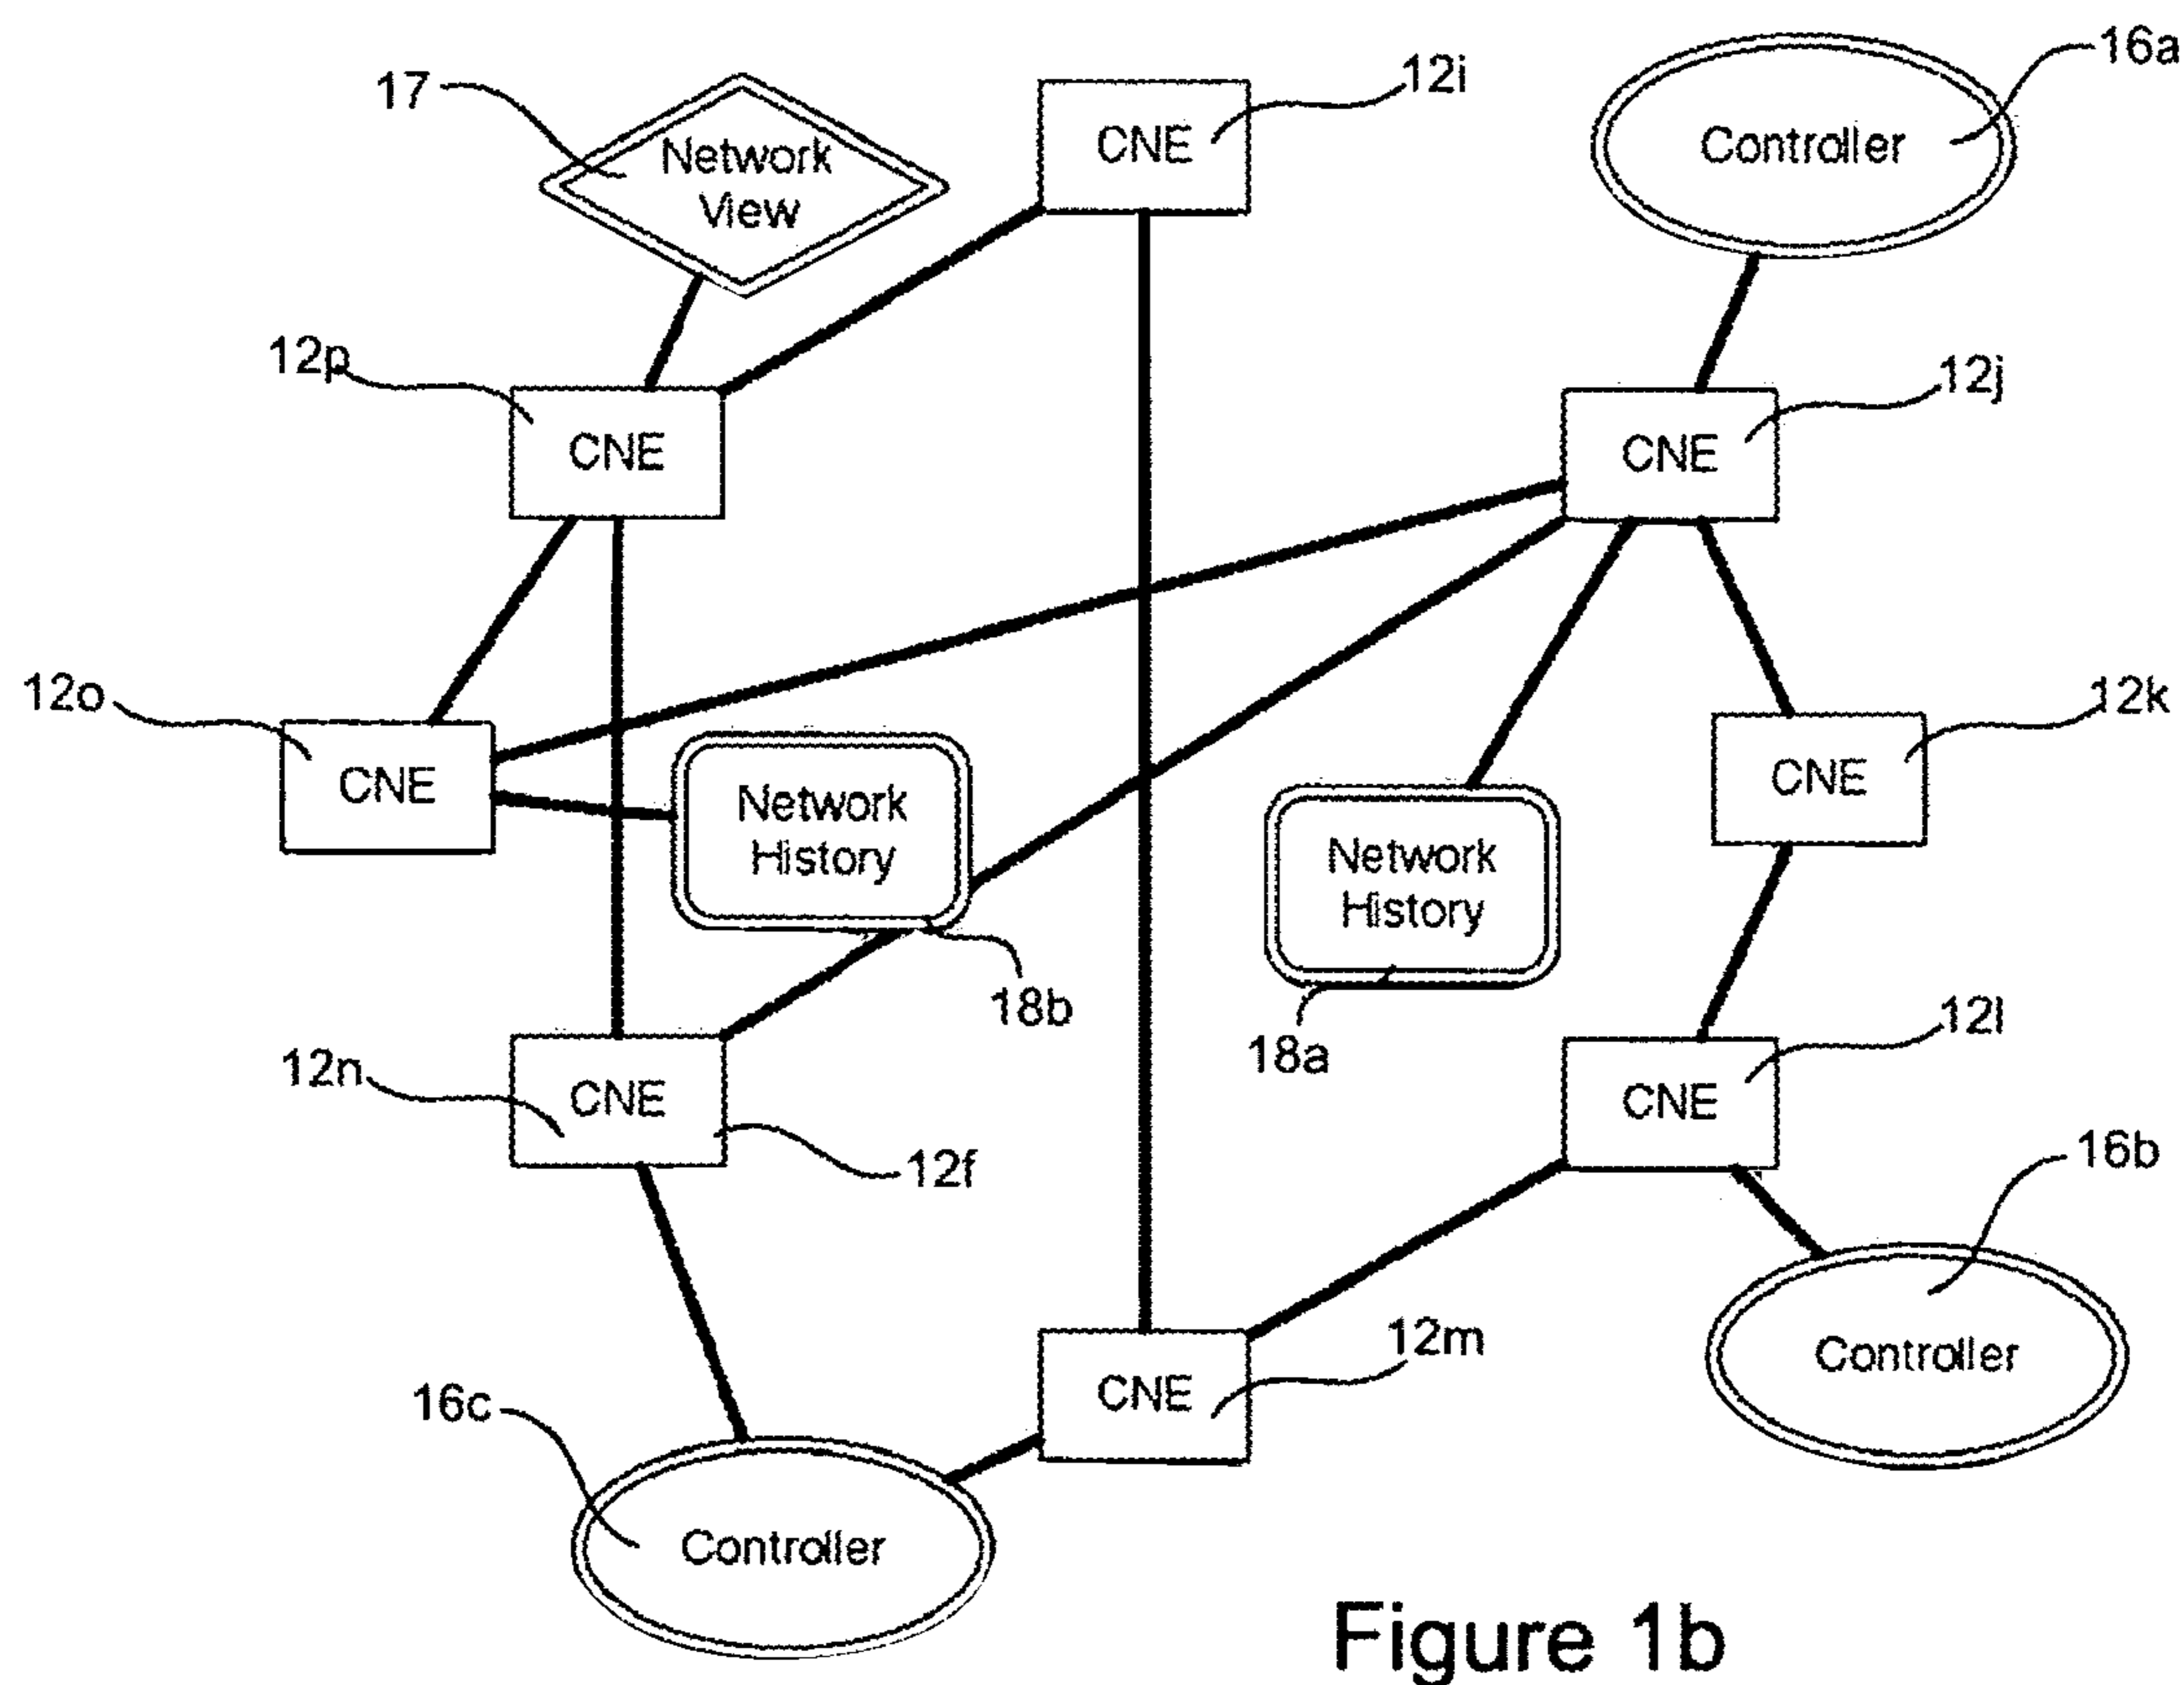 16a
12i
17
CNE
Controller
Network
View
12p
12j
CNE
CNE
12o
12k
CNE
CNE
Network
History
Network
History
18b
12l
18a
12n
CNE
CNE
12f
16b
12m
CNE
Controller
16c
Controller
Figure 1b